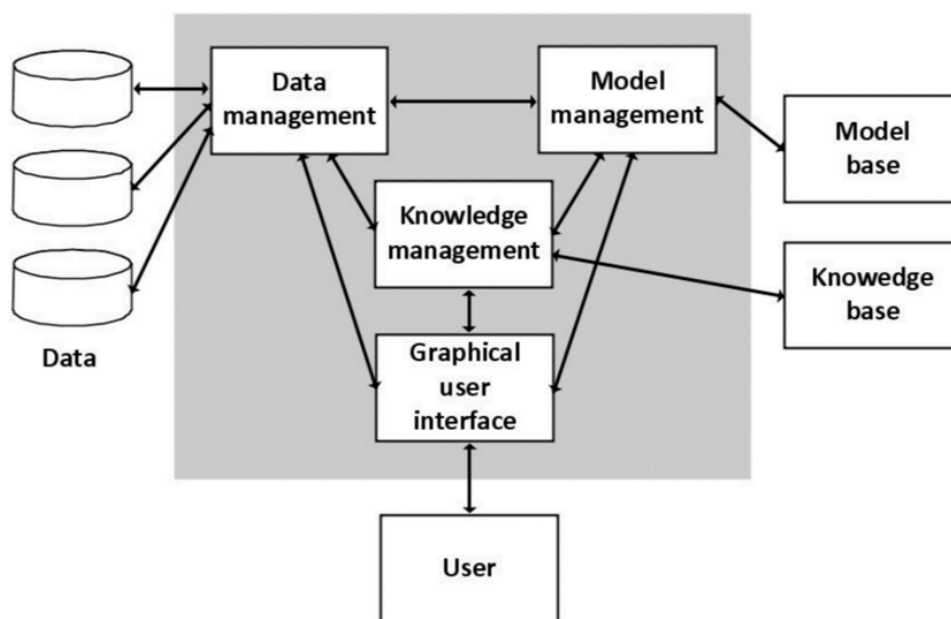 Data
management
Model
management
Model
base
Knowledge
management
Knowedge
base
Data
Graphical
user
interface
User